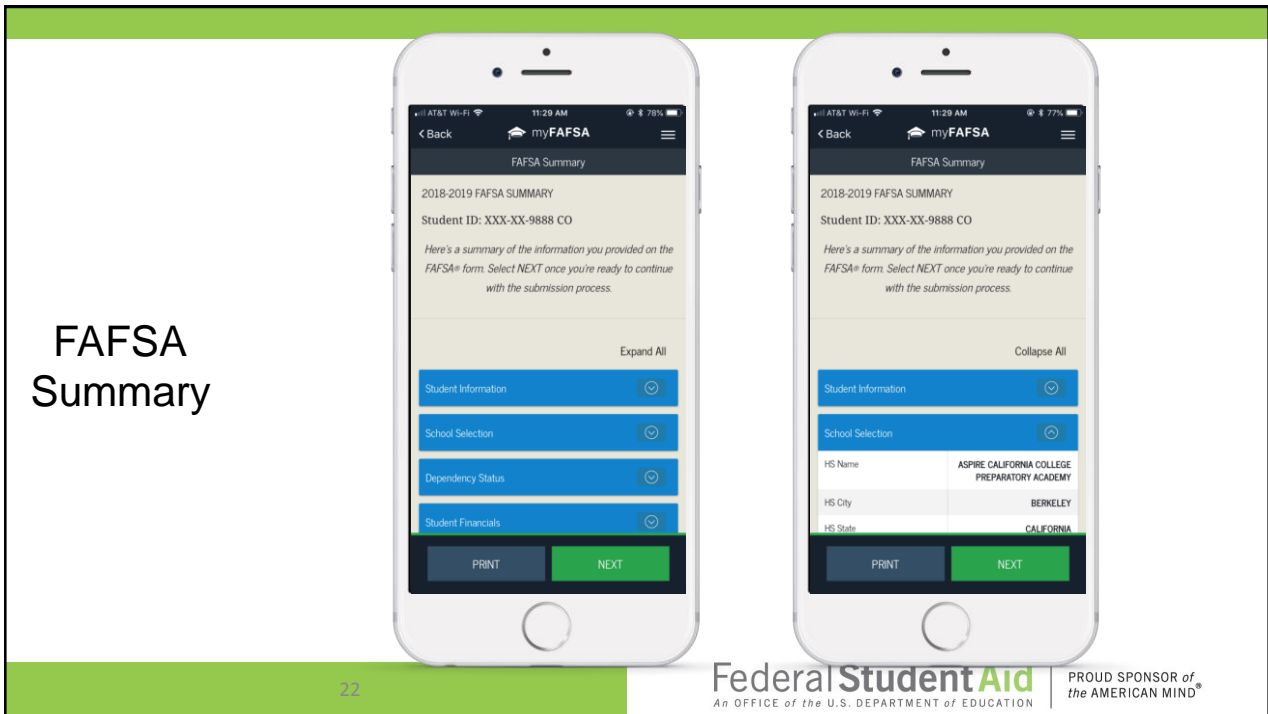 FAFSA
Summary
AT&T Wi-Fi 11:29 AM 78%
Back myFAFSA
FAFSA Summary
2018-2019 FAFSA SUMMARY
Student ID: XXX-XX-9888 CO
Here's a summary of the information you provided on the
FAFSA® form. Select NEXT once you're ready to continue
with the submission process.
Expand All
Student Information
School Selection
Dependency Status
Student Financials
PRINT NEXT
AT&T Wi-Fi 11:29 AM 77%
Back myFAFSA
FAFSA Summary
2018-2019 FAFSA SUMMARY
Student ID: XXX-XX-9888 CO
Here's a summary of the information you provided on the
FAFSA® form. Select NEXT once you're ready to continue
with the submission process.
Collapse All
Student Information
School Selection
HS Name ASPIRE CALIFORNIA COLLEGE
PREPARATORY ACADEMY
HS City BERKELEY
HS State CALIFORNIA
PRINT NEXT
22
Federal Student Aid
An OFFICE of the U.S. DEPARTMENT of EDUCATION
PROUD SPONSOR of
the AMERICAN MIND®